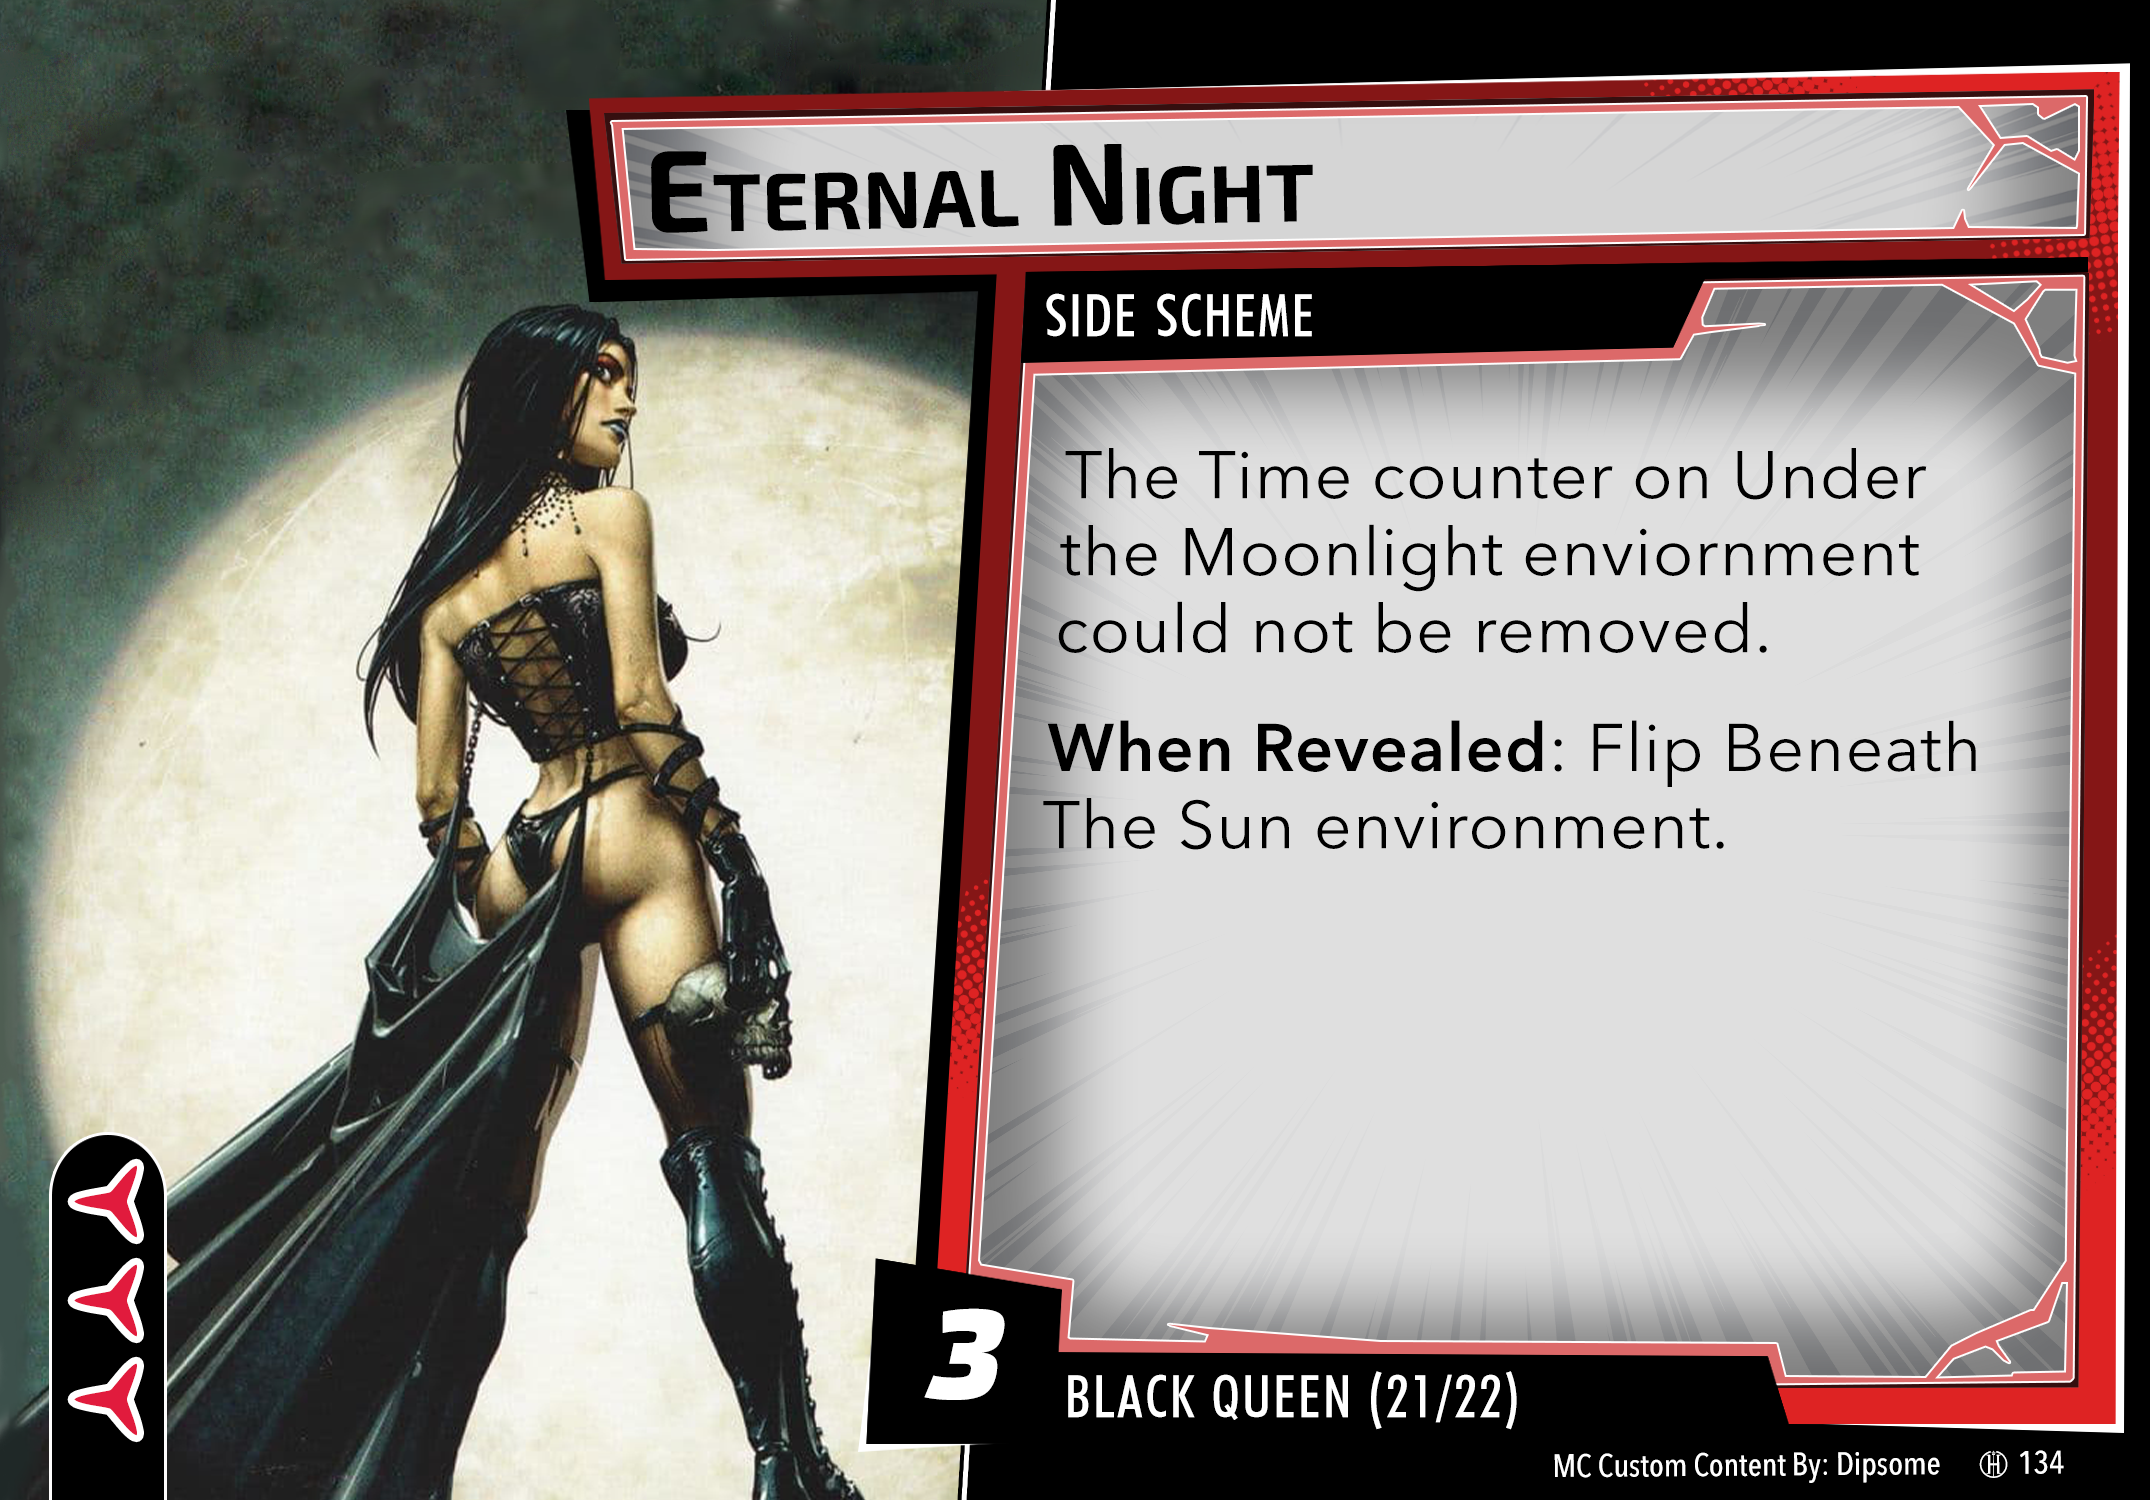 ETERNAL NIGHT
SIDE SCHEME
The Time counter on Under
the Moonlight enviornment
could not be removed.
When Revealed: Flip Beneath
The Sun environment.
3
BLACK QUEEN (21/22)
MC Custom Content By: Dipsome H 134